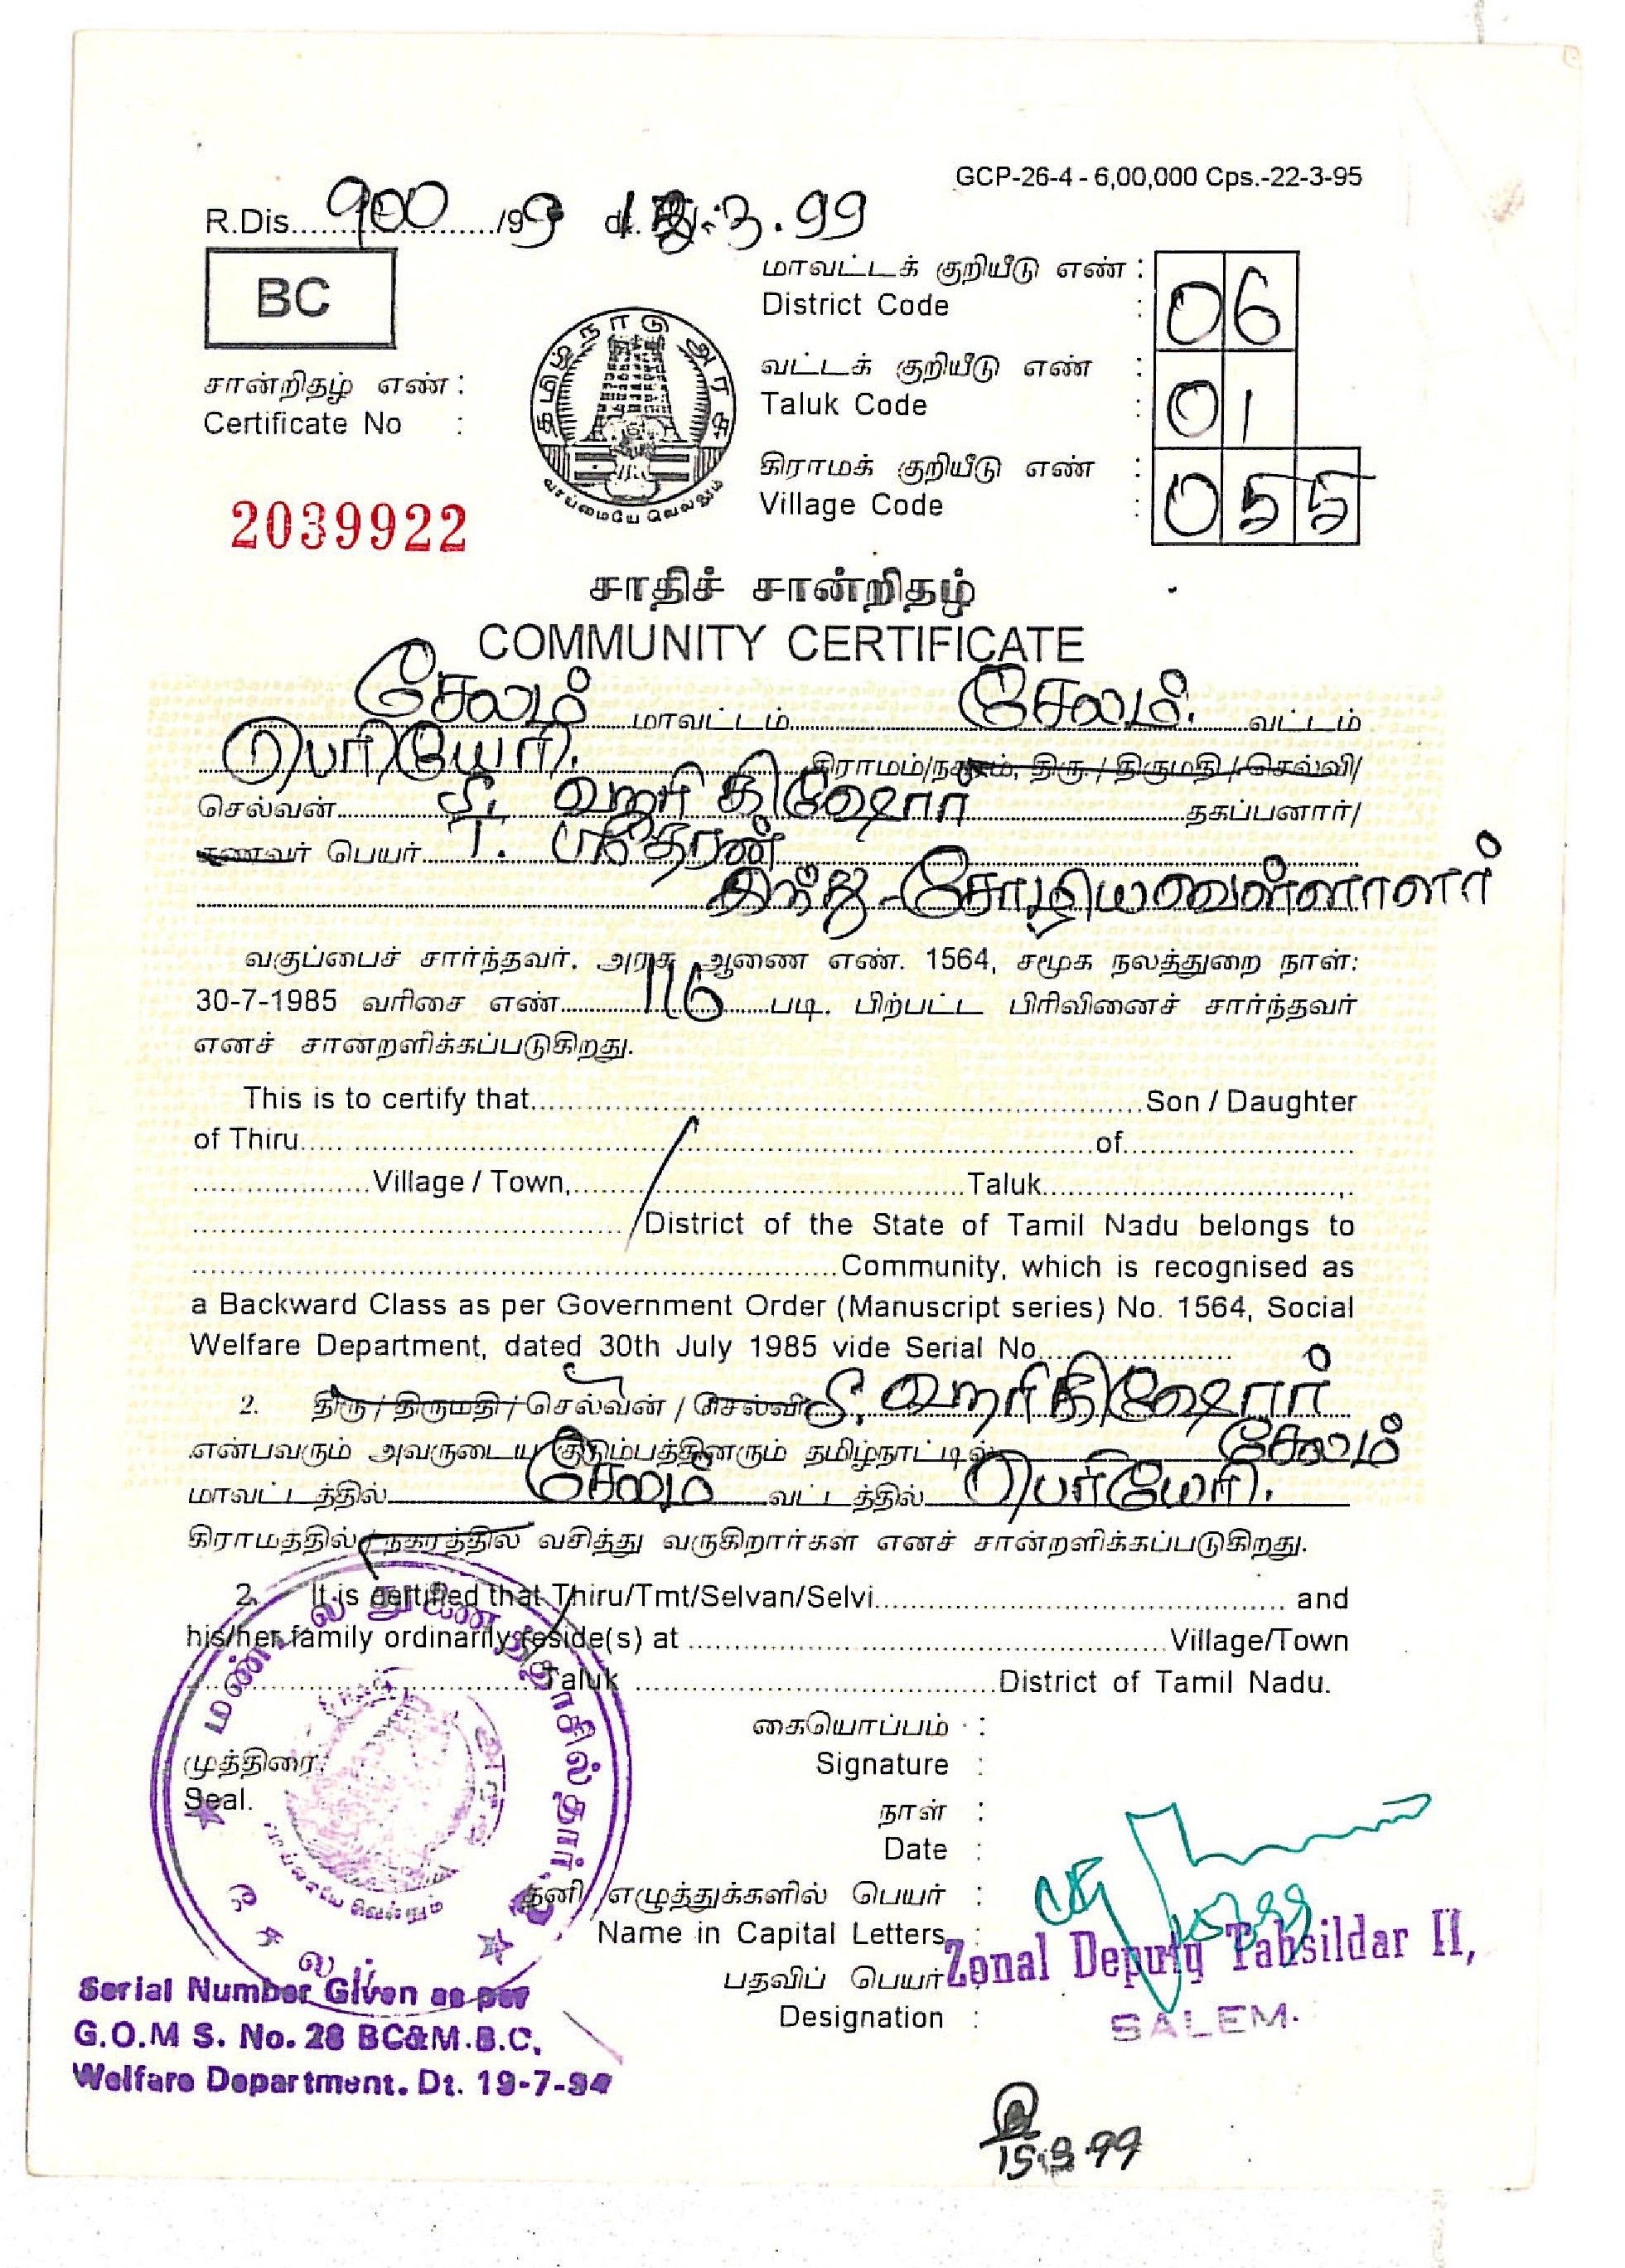 GCP-26-4 - 6,00,000 Cps.-22-3-95
R.Dis....900..../99 dt. .3.99
BC
மாவட்டக் குறியீடு எண் :
District Code : 06
சான்றிதழ் எண் :
Certificate No :
தமிழ்நாடு அரசு
வாய்மையே வெல்லும்
வட்டக் குறியீடு எண் :
Taluk Code : 01
கிராமக் குறியீடு எண் :
Village Code : 055
2039922
சாதிச் சான்றிதழ்
COMMUNITY CERTIFICATE
சேலம் மாவட்டம் சேலம். வட்டம்
பெரியேரி. கிராமம்/நகரம், திரு. / திருமதி / செல்வி/
செல்வன் ஸ்ரீ. ஹரி கிஷோர் தகப்பனார்/
கணவர் பெயர் T. ஸ்ரீதரன்
இந்து-சோழியவெள்ளாளர்
வகுப்பைச் சார்ந்தவர். அரசு ஆணை எண். 1564, சமூக நலத்துறை நாள்:
30-7-1985 வரிசை எண் 116 படி. பிற்பட்ட பிரிவினைச் சார்ந்தவர்
எனச் சான்றளிக்கப்படுகிறது.
This is to certify that.......... Son / Daughter
of Thiru.......... of..........
.......... Village / Town,.......... Taluk..........
.......... District of the State of Tamil Nadu belongs to
.......... Community, which is recognised as
a Backward Class as per Government Order (Manuscript series) No. 1564, Social
Welfare Department, dated 30th July 1985 vide Serial No..........
2. திரு / திருமதி / செல்வன் / செல்வி ஸ்ரீ. ஹரி கிஷோர்
என்பவரும் அவருடைய குடும்பத்தினரும் தமிழ்நாட்டில் சேலம்
மாவட்டத்தில் சேலம் வட்டத்தில் பெரியேரி.
கிராமத்தில் / நகரத்தில் வசித்து வருகிறார்கள் எனச் சான்றளிக்கப்படுகிறது.
2. It is certified that Thiru/Tmt/Selvan/Selvi.......... and
his/her family ordinarily reside(s) at .......... Village/Town
.......... Taluk .......... District of Tamil Nadu.
மண்டல துணை தாசில்தார்
சேலம்
வாய்மையே வெல்லும்
கையொப்பம் :
Signature :
முத்திரை:
Seal.
நாள் :
Date :
தனி எழுத்துக்களில் பெயர் :
Name in Capital Letters :
பதவிப் பெயர்
Zonal Deputy Tahsildar II,
Designation :
SALEM.
Serial Number Given as per
G.O.M S. No. 28 BC&M.B.C.
Welfare Department. Dt. 19-7-94
15.3.99